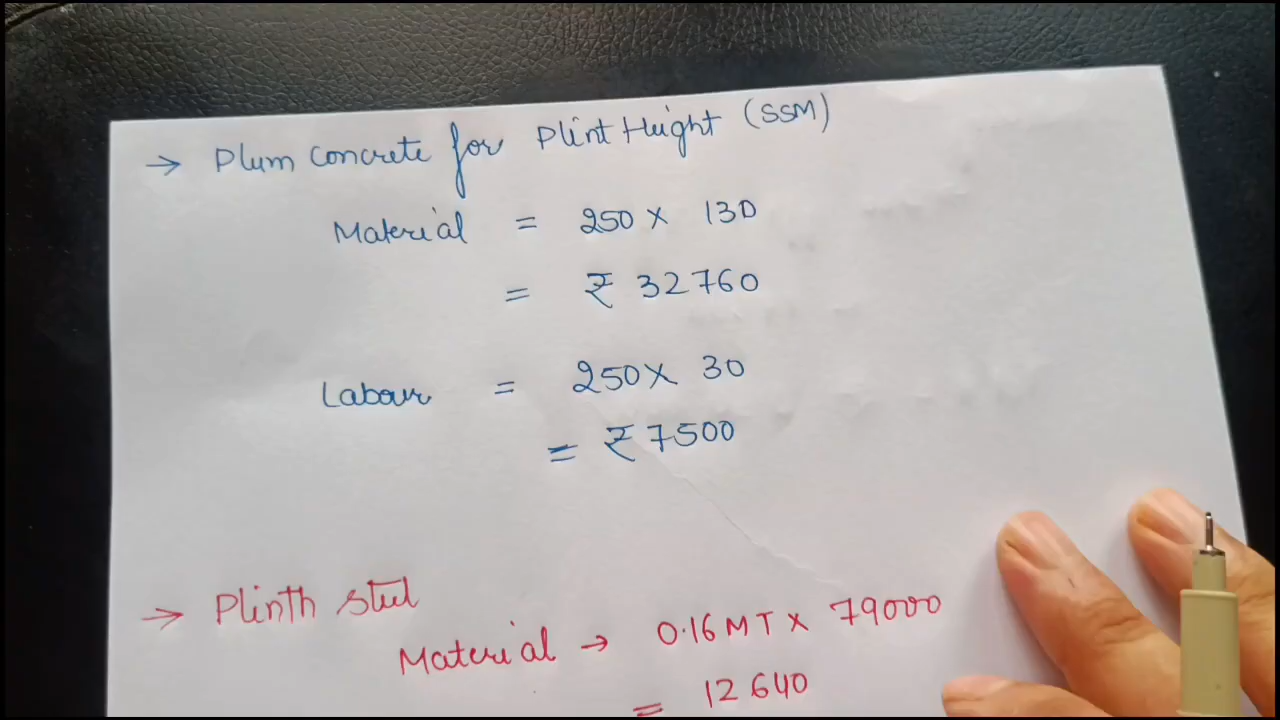 → Plum concrete for Plint Height (SSM)
Material = 250 x 130
= ₹ 32760
Labour = 250x 30
= ₹ 7500
→ Plinth steel
Material → 0.16 MT x 79000
= 12640